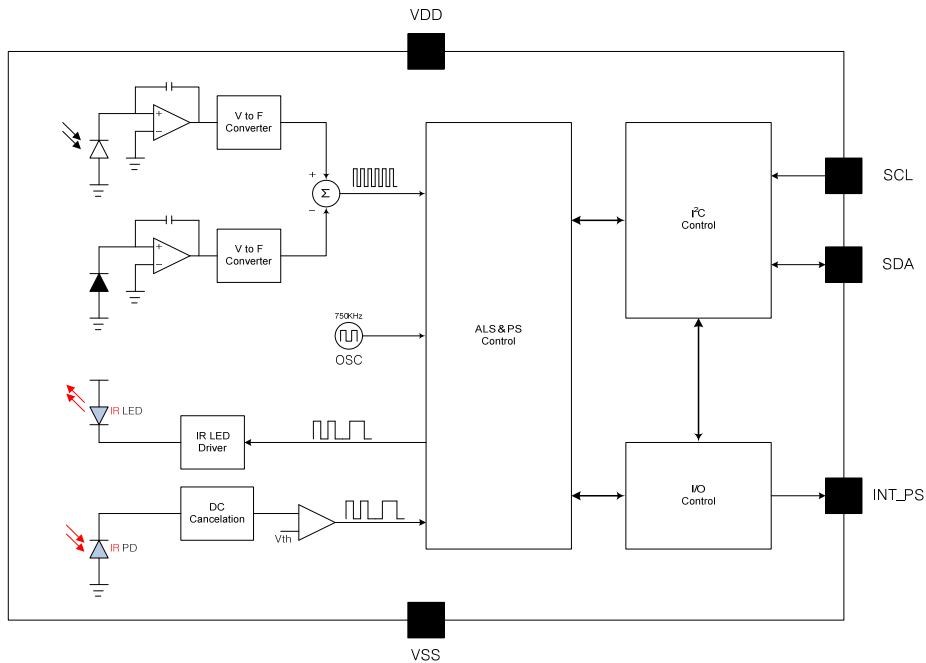 VDD
V to F
Converter
+
−
+
Σ
−
V to F
Converter
+
−
ALS & PS
Control
I²C
Control
SCL
SDA
750KHz
OSC
IR LED
IR LED
Driver
DC
Cancelation
Vth
IR PD
I/O
Control
INT_PS
VSS